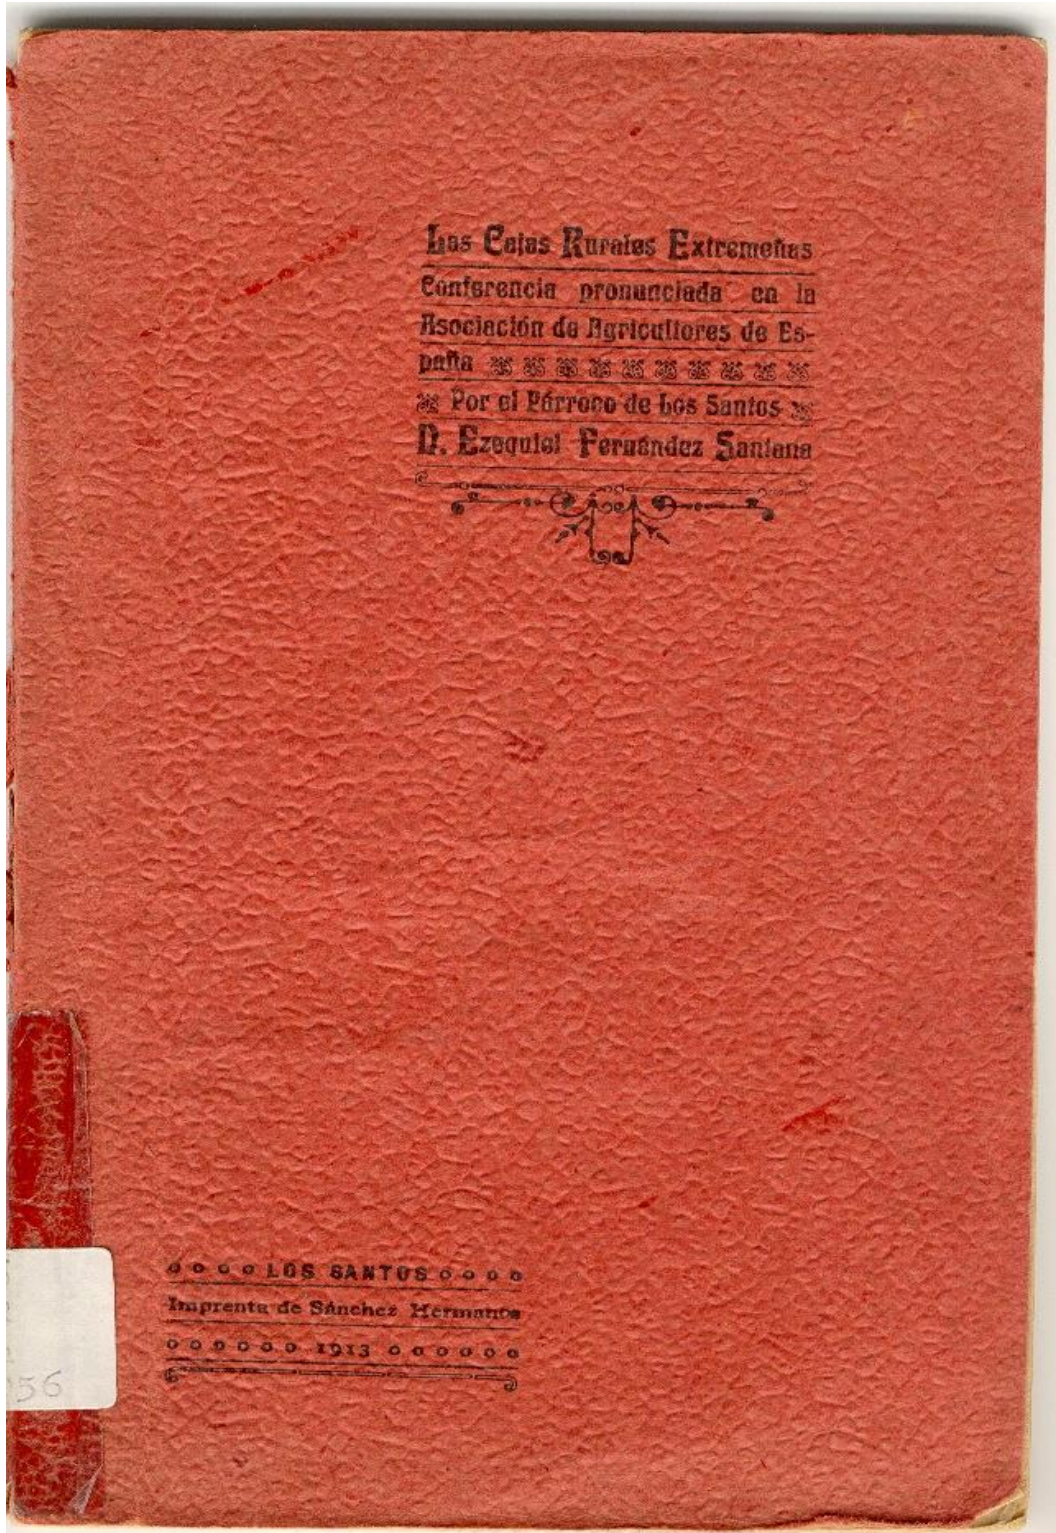 Las Cajas Rurales Extremeñas
Conferencia pronunciada en la
Asociación de Agricultores de Es-
paña
Por el Párroco de Los Santos
D. Ezequiel Fernández Santana
LOS SANTOS
Imprenta de Sánchez Hermanos
1913
56